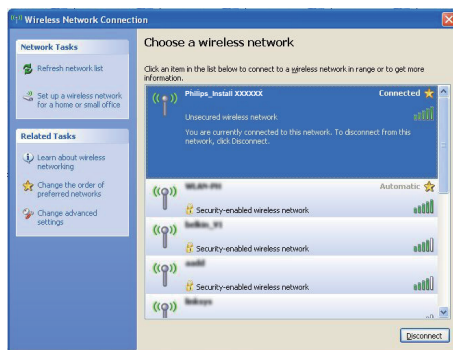 Wireless Network Connection
Network Tasks
Refresh network list
Set up a wireless network
for a home or small office
Related Tasks
Learn about wireless
networking
Change the order of
preferred networks
Change advanced
settings
Choose a wireless network
Click an item in the list below to connect to a wireless network in range or to get more
information.
Philips_Install XXXXXX Connected
Unsecured wireless network
You are currently connected to this network. To disconnect from this
network, click Disconnect.
Automatic
Security-enabled wireless network
Security-enabled wireless network
Security-enabled wireless network
Disconnect